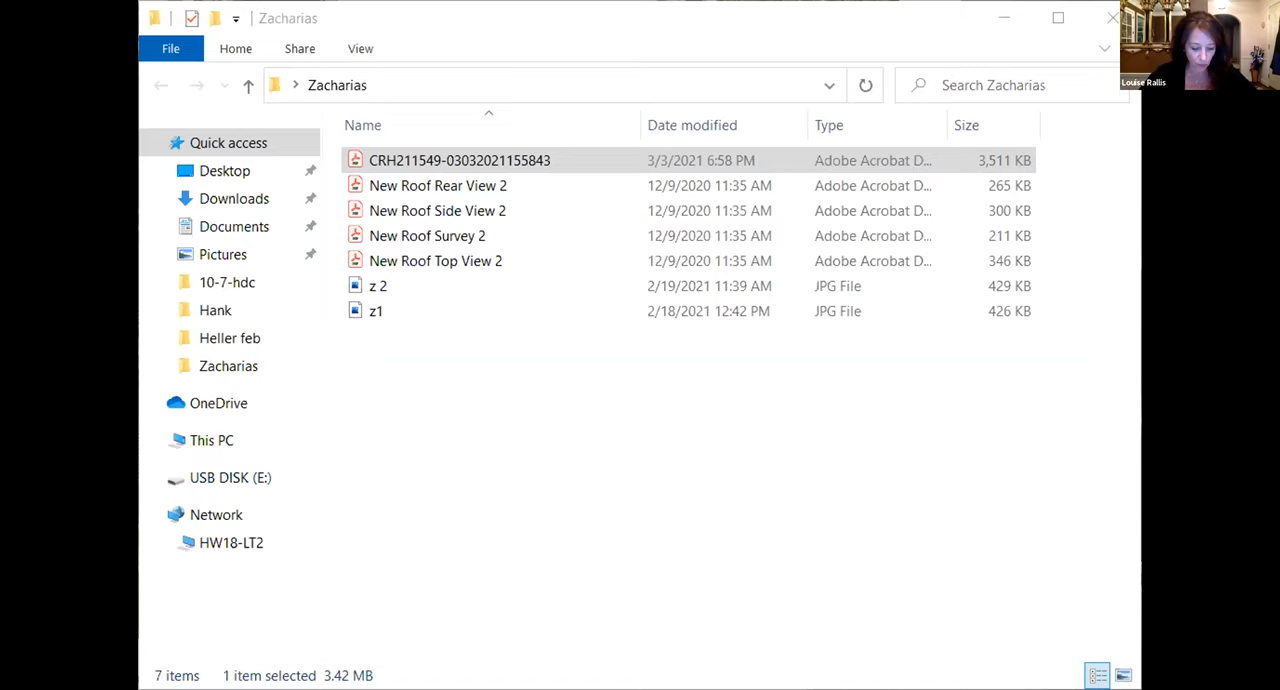 Zacharias
File Home Share View
Zacharias
Search Zacharias
Louise Rallis
Name Date modified Type Size
Quick access
Desktop
Downloads
Documents
Pictures
10-7-hdc
Hank
Heller feb
Zacharias
OneDrive
This PC
USB DISK (E:)
Network
HW18-LT2
CRH211549-03032021155843 3/3/2021 6:58 PM Adobe Acrobat D... 3,511 KB
New Roof Rear View 2 12/9/2020 11:35 AM Adobe Acrobat D... 265 KB
New Roof Side View 2 12/9/2020 11:35 AM Adobe Acrobat D... 300 KB
New Roof Survey 2 12/9/2020 11:35 AM Adobe Acrobat D... 211 KB
New Roof Top View 2 12/9/2020 11:35 AM Adobe Acrobat D... 346 KB
z 2 2/19/2021 11:39 AM JPG File 429 KB
z1 2/18/2021 12:42 PM JPG File 426 KB
7 items 1 item selected 3.42 MB